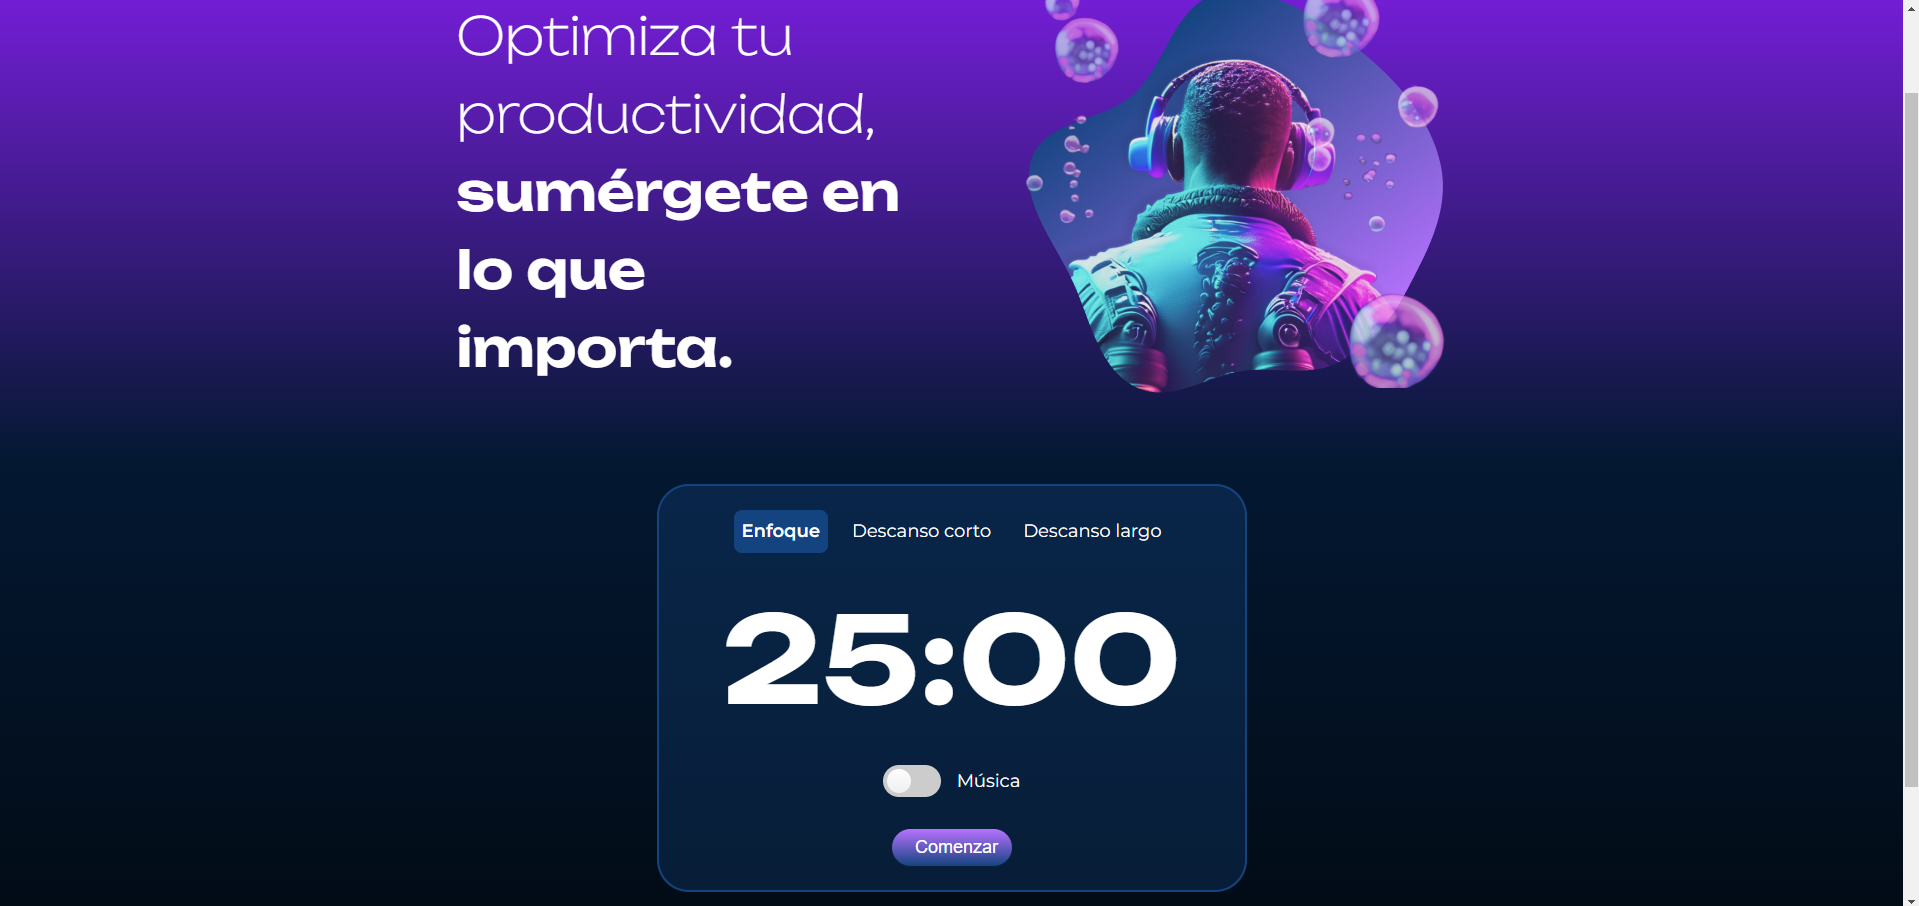 Optimiza tu
productividad,
sumérgete en
lo que
importa.
Enfoque Descanso corto Descanso largo
25:00
Música
Comenzar